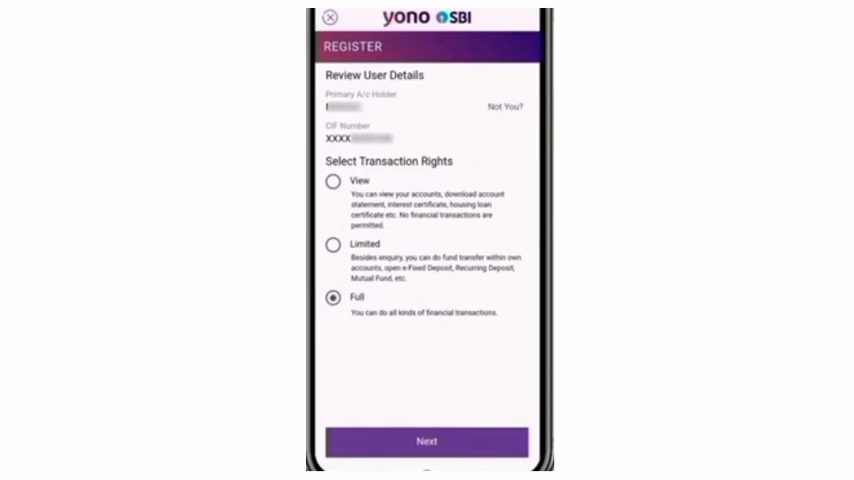 yono SBI
REGISTER
Review User Details
Primary A/c Holder
Not You?
CIF Number
XXXX
Select Transaction Rights
View
You can view your accounts, download account
statement, interest certificate, housing loan
certificate etc. No financial transactions are
permitted.
Limited
Besides enquiry, you can do fund transfer within own
accounts, open e-Fixed Deposit, Recurring Deposit,
Mutual Fund, etc.
Full
You can do all kinds of financial transactions.
Next